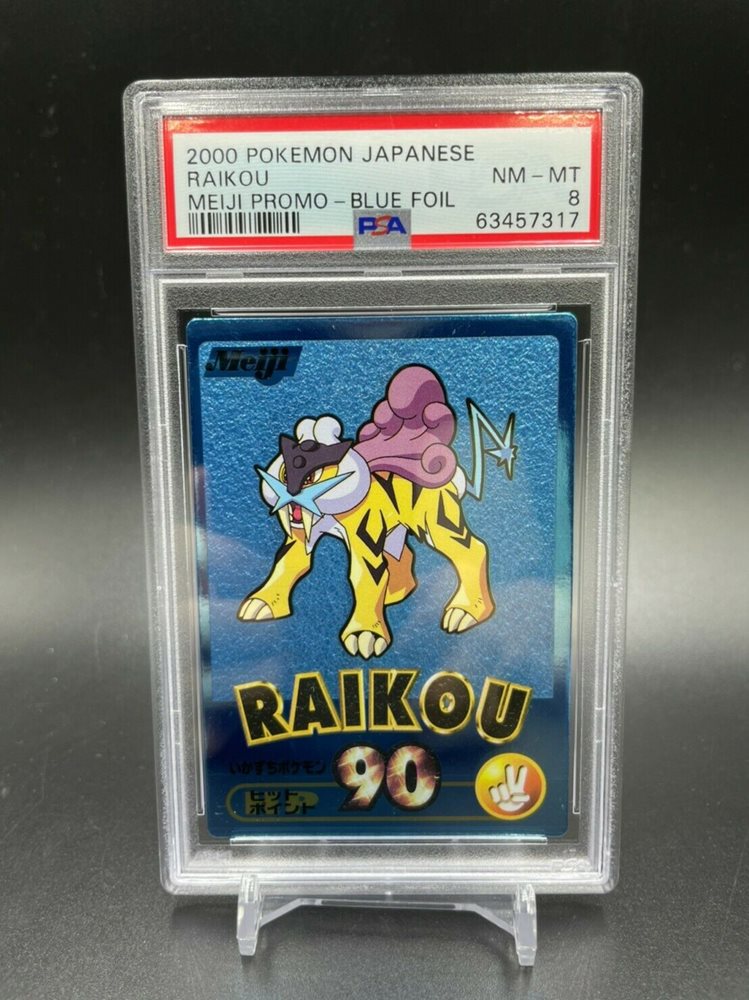 2000 POKEMON JAPANESE
RAIKOU NM - MT
MEIJI PROMO - BLUE FOIL 8
PSA 63457317
Meiji
RAIKOU
いかずちポケモン
90
ヒット
ポイント